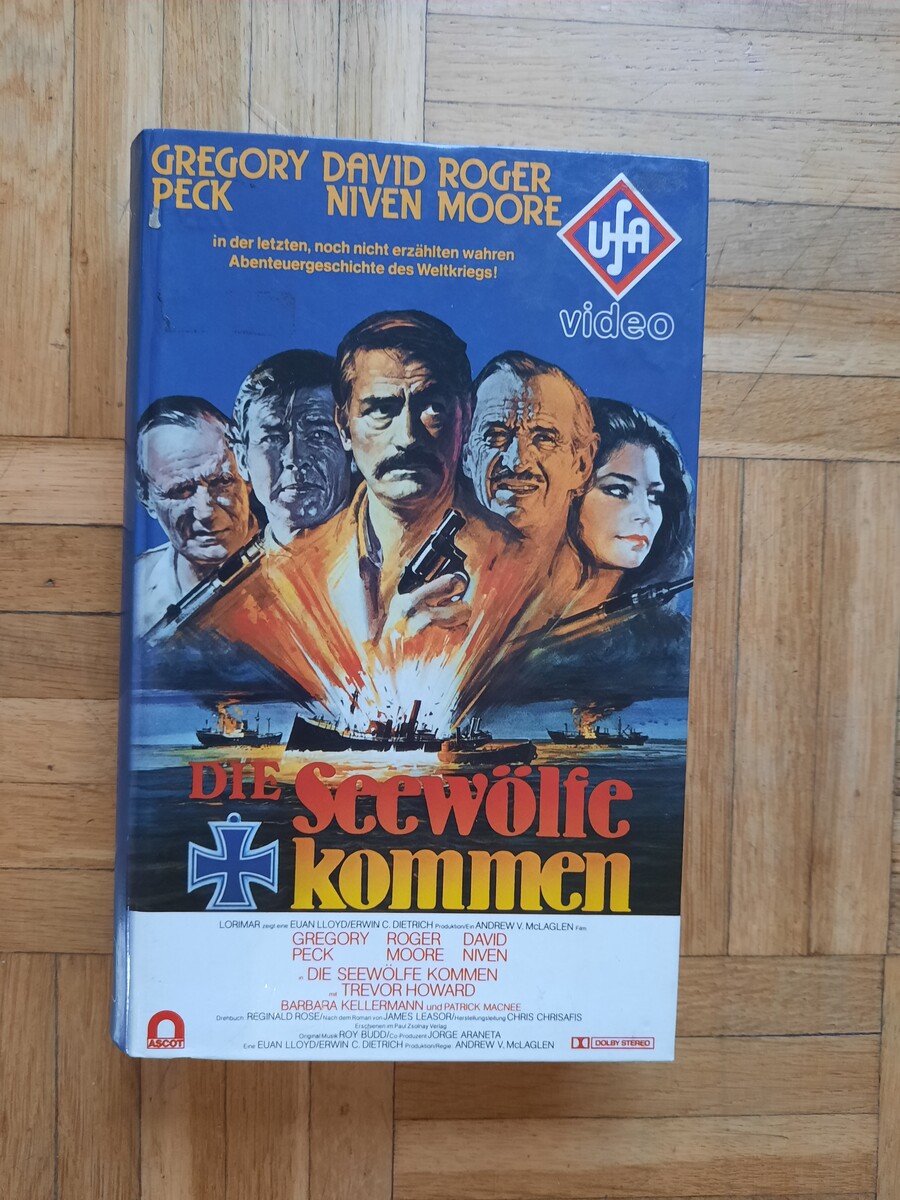 GREGORY DAVID ROGER
PECK NIVEN MOORE
UfA
video
in der letzten, noch nicht erzählten wahren
Abenteuergeschichte des Weltkriegs!
DIE Seewölfe
kommen
LORIMAR zeigt eine EUAN LLOYD/ERWIN C. DIETRICH Produktion/Ein ANDREW V. McLAGLEN Film
GREGORY ROGER DAVID
PECK MOORE NIVEN
in DIE SEEWÖLFE KOMMEN
mit TREVOR HOWARD
BARBARA KELLERMANN und PATRICK MACNEE
Drehbuch: REGINALD ROSE/Nach dem Roman von JAMES LEASOR/Herstellungsleitung CHRIS CHRISAFIS
Erschienen im Paul Zsolnay Verlag
Original Musik ROY BUDD/Co-Produzent JORGE ARANETA
Eine EUAN LLOYD/ERWIN C. DIETRICH Produktion/Regie: ANDREW V. McLAGLEN
ASCOT
DOLBY STEREO